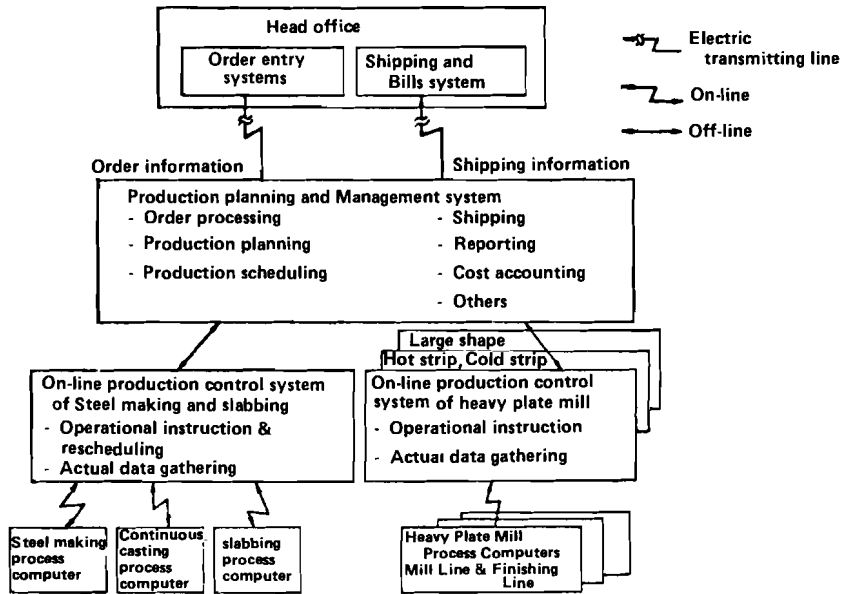 Head office
Order entry
systems
Shipping and
Bills system
Electric
transmitting line
On-line
Off-line
Order information
Shipping information
Production planning and Management system
- Order processing
- Production planning
- Production scheduling
- Shipping
- Reporting
- Cost accounting
- Others
Large shape
Hot strip, Cold strip
On-line production control system
of Steel making and slabbing
- Operational instruction &
rescheduling
- Actual data gathering
On-line production control
system of heavy plate mill
- Operational instruction
- Actual data gathering
Steel making
process
computer
Continuous
casting
process
computer
slabbing
process
computer
Heavy Plate Mill
Process Computers
Mill Line & Finishing
Line